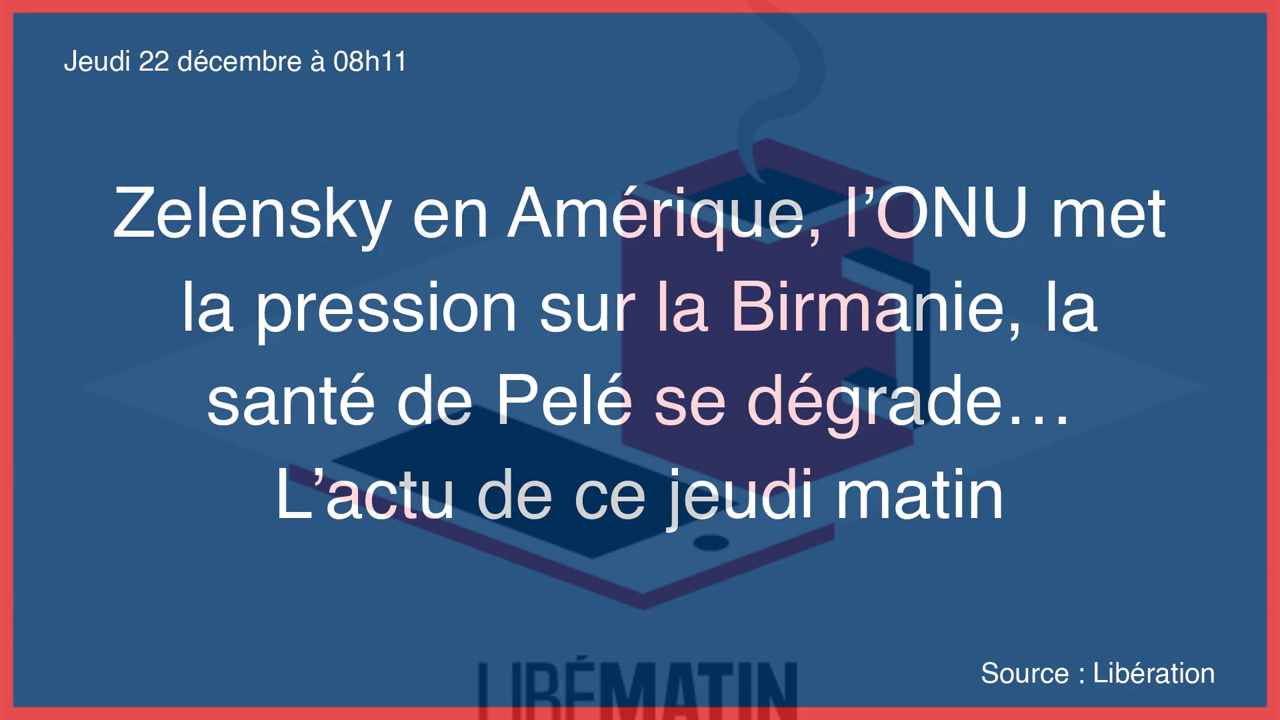 Jeudi 22 décembre à 08h11
Zelensky en Amérique, l’ONU met
la pression sur la Birmanie, la
santé de Pelé se dégrade…
L’actu de ce jeudi matin
LIBÉMATIN
Source : Libération